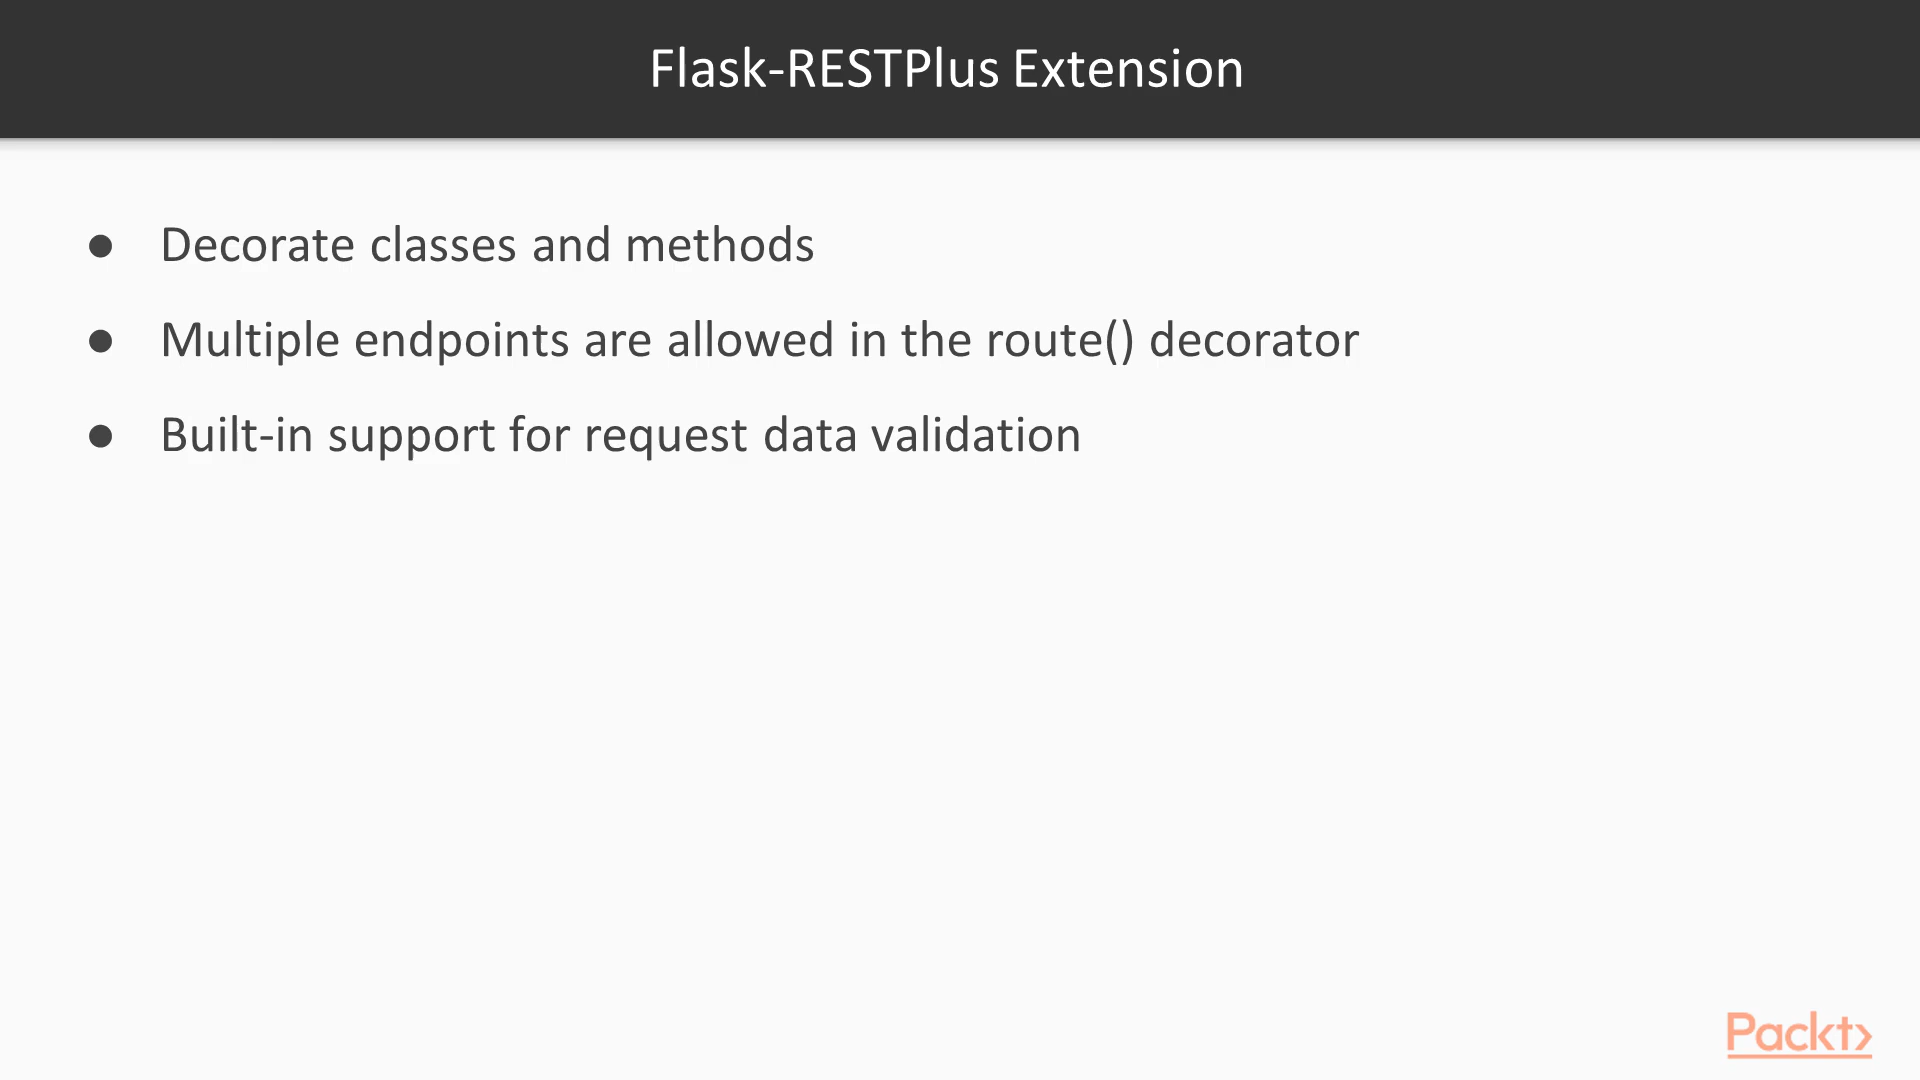 Flask-RESTPlus Extension
● Decorate classes and methods
● Multiple endpoints are allowed in the route() decorator
● Built-in support for request data validation
Packt>